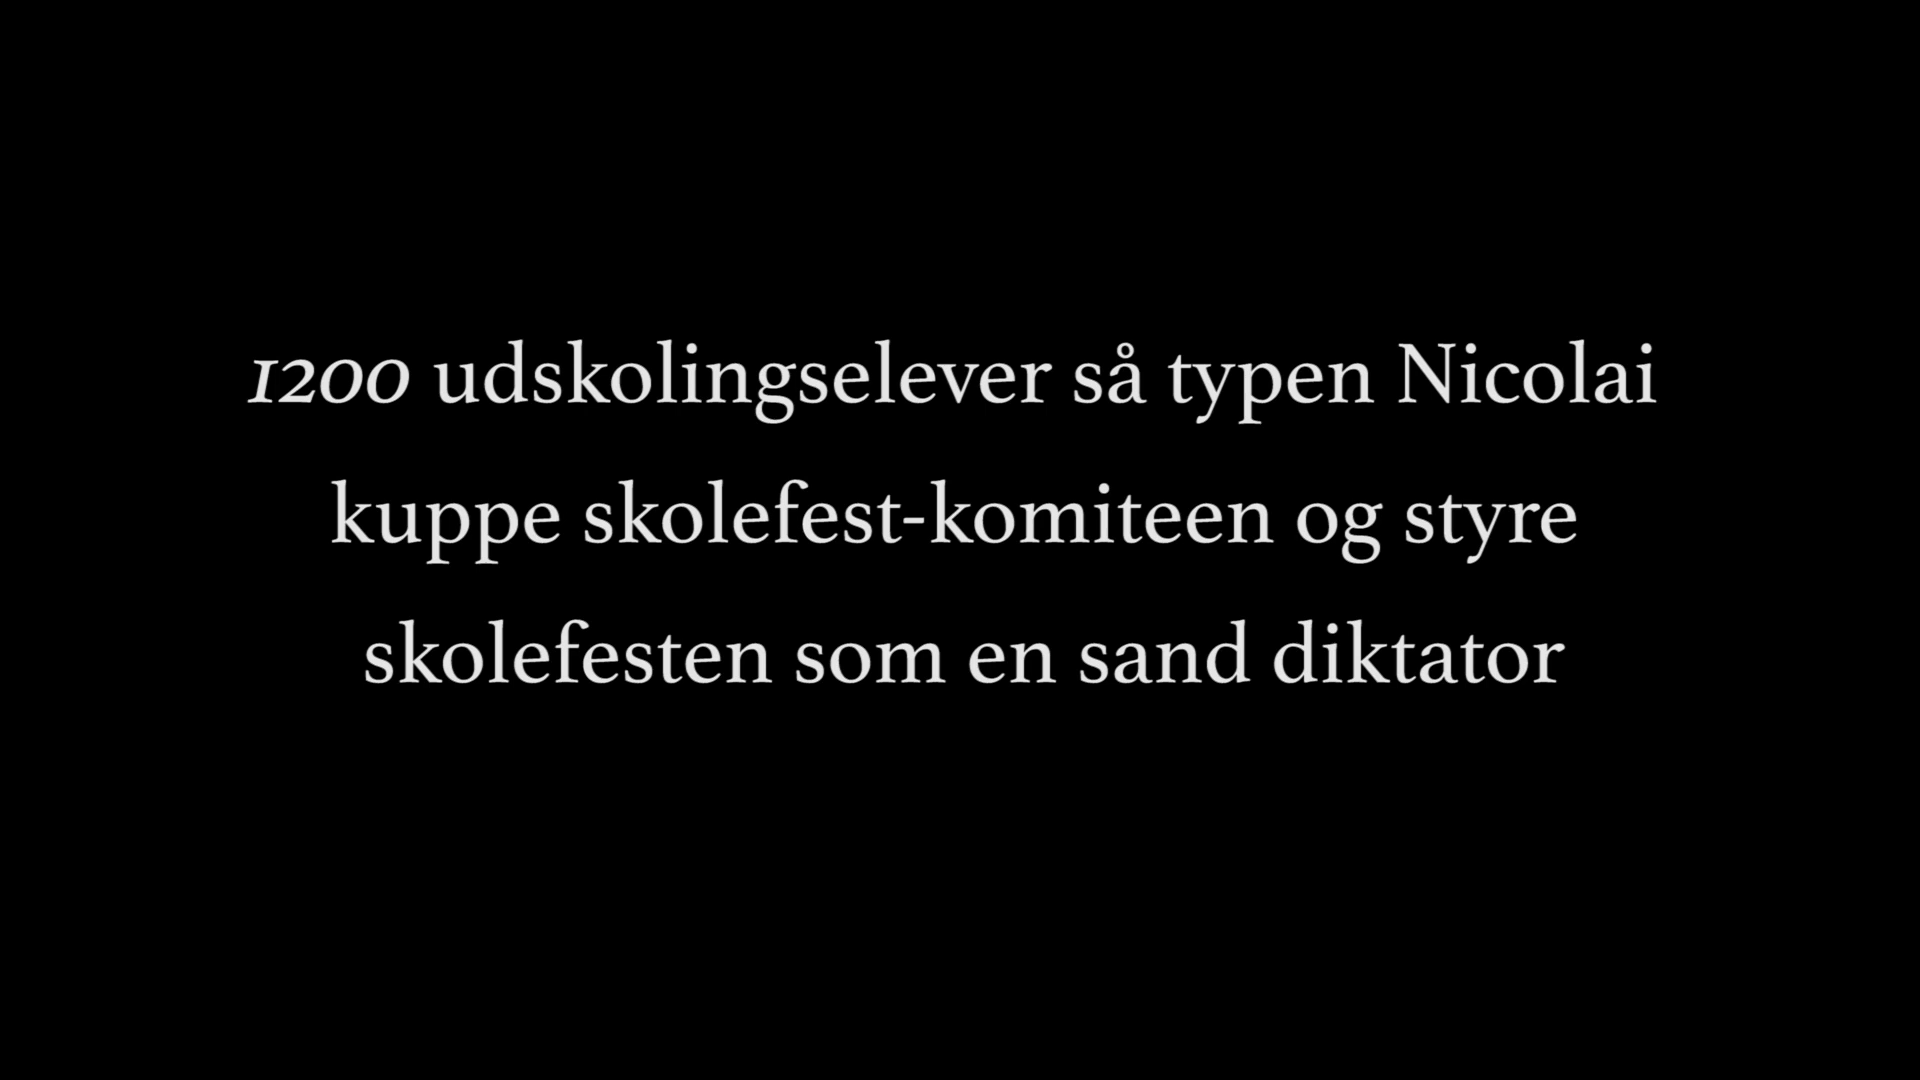 1200 udskolingselever så typen Nicolai
kuppe skolefest-komiteen og styre
skolefesten som en sand diktator